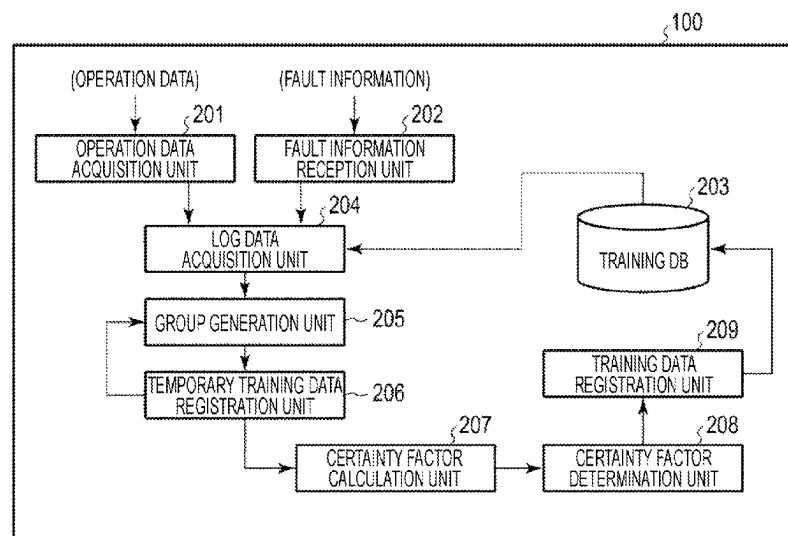 100
(OPERATION DATA)
(FAULT INFORMATION)
201
202
OPERATION DATA
ACQUISITION UNIT
FAULT INFORMATION
RECEPTION UNIT
203
204
LOG DATA
ACQUISITION UNIT
TRAINING DB
GROUP GENERATION UNIT
205
209
TEMPORARY TRAINING DATA
REGISTRATION UNIT
206
TRAINING DATA
REGISTRATION UNIT
207
208
CERTAINTY FACTOR
CALCULATION UNIT
CERTAINTY FACTOR
DETERMINATION UNIT